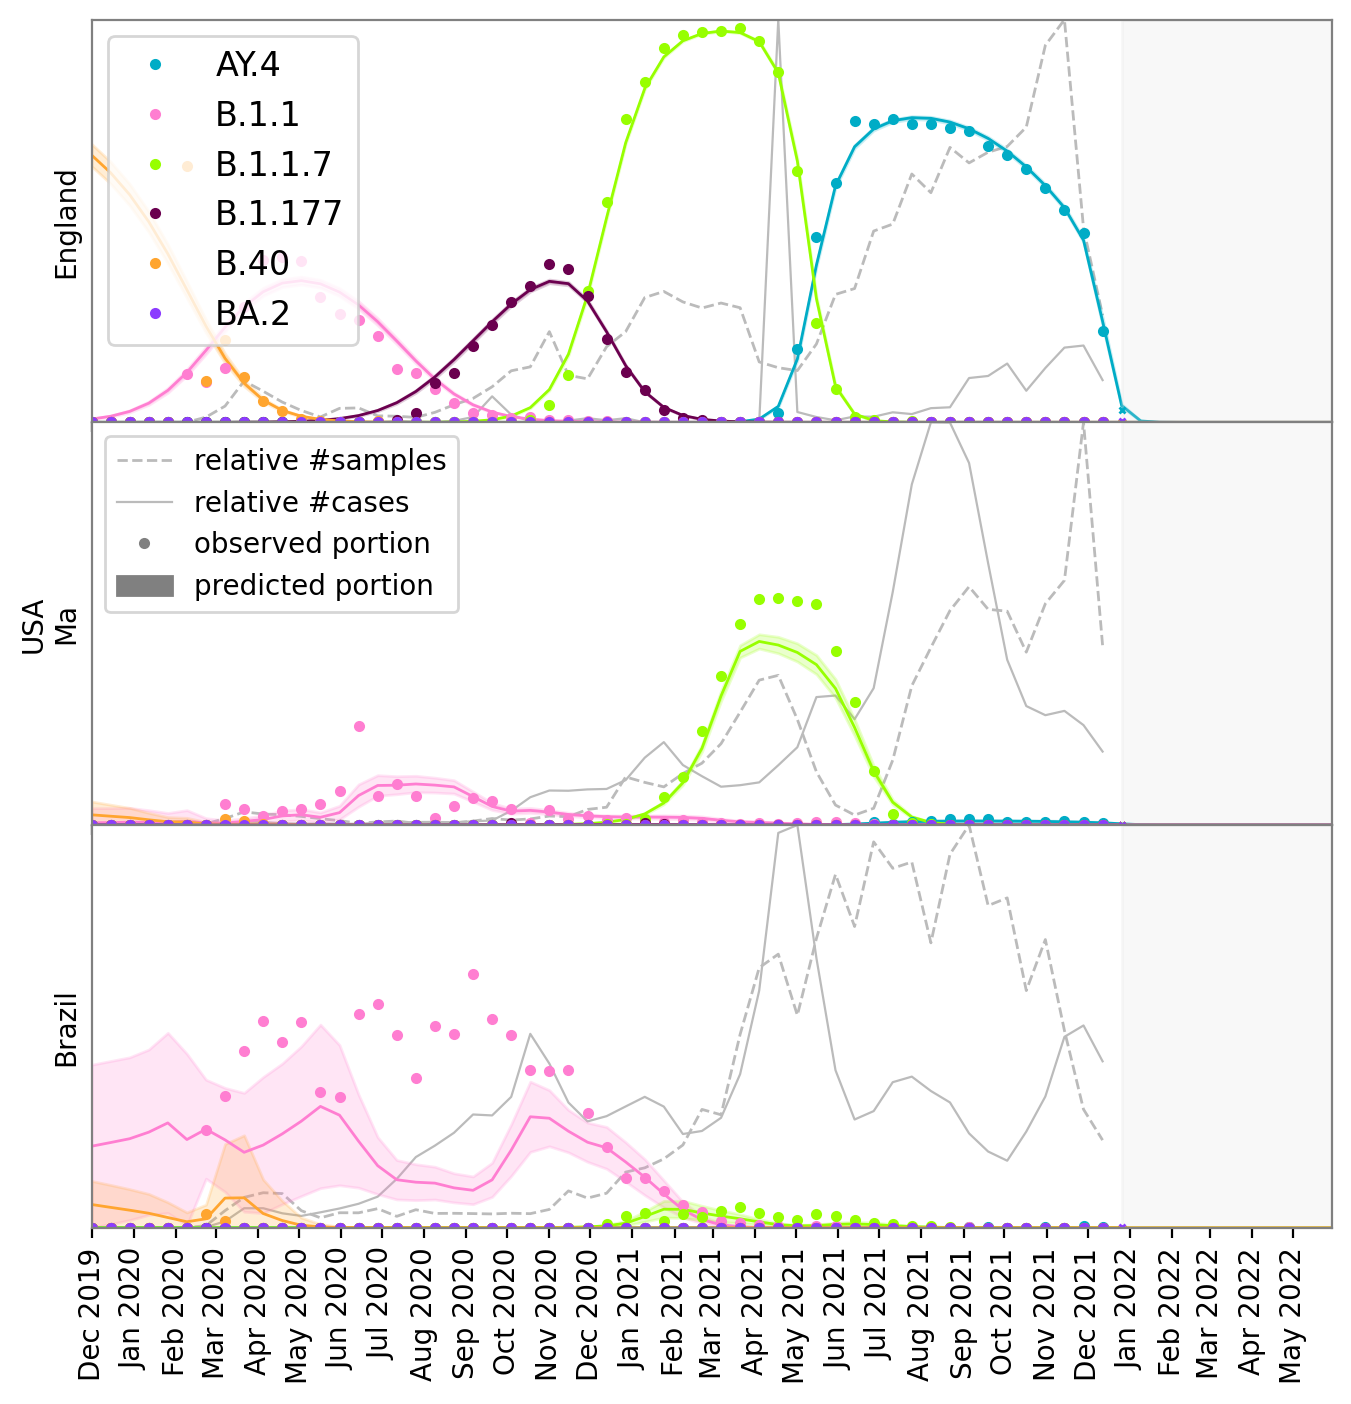 AY.4
B.1.1
B.1.1.7
B.1.177
B.40
BA.2
England
relative #samples
relative #cases
observed portion
predicted portion
USA
Ma
Brazil
Dec 2019
Jan 2020
Feb 2020
Mar 2020
Apr 2020
May 2020
Jun 2020
Jul 2020
Aug 2020
Sep 2020
Oct 2020
Nov 2020
Dec 2020
Jan 2021
Feb 2021
Mar 2021
Apr 2021
May 2021
Jun 2021
Jul 2021
Aug 2021
Sep 2021
Oct 2021
Nov 2021
Dec 2021
Jan 2022
Feb 2022
Mar 2022
Apr 2022
May 2022